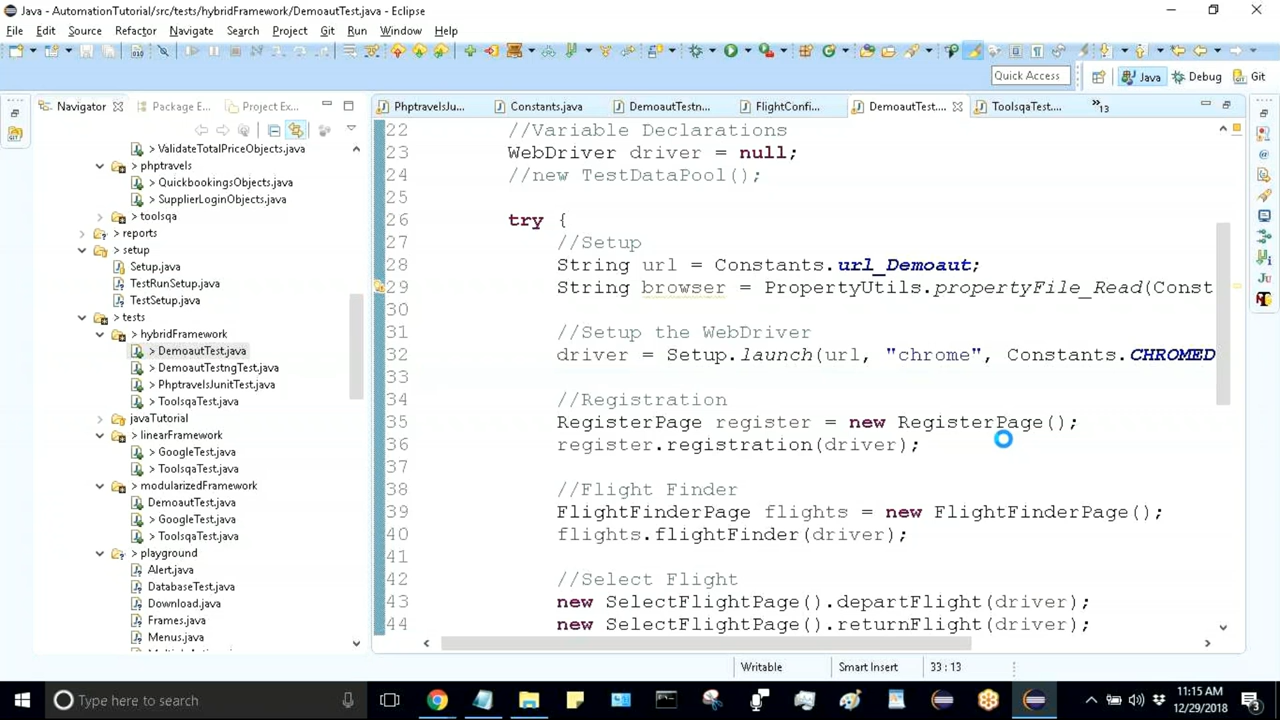 Java - AutomationTutorial/src/tests/hybridFramework/DemoautTest.java - Eclipse
File Edit Source Refactor Navigate Search Project Git Run Window Help
Quick Access Java Debug Git
Navigator Package E... Project Ex...
PhptravelsJu... Constants.java DemoautTestn... FlightConfi... DemoautTest.... ToolsqaTest.... »13
> ValidateTotalPriceObjects.java
> phptravels
> QuickbookingsObjects.java
> SupplierLoginObjects.java
> toolsqa
> reports
> setup
Setup.java
TestRunSetup.java
TestSetup.java
> tests
> hybridFramework
> DemoautTest.java
> DemoautTestngTest.java
> PhptravelsJunitTest.java
> ToolsqaTest.java
javaTutorial
> linearFramework
> GoogleTest.java
> ToolsqaTest.java
> modularizedFramework
DemoautTest.java
> GoogleTest.java
> ToolsqaTest.java
> playground
Alert.java
DatabaseTest.java
Download.java
Frames.java
Menus.java
22 //Variable Declarations
23 WebDriver driver = null;
24 //new TestDataPool();
25
26 try {
27 //Setup
28 String url = Constants.url_Demoaut;
29 String browser = PropertyUtils.propertyFile_Read(Const
30
31 //Setup the WebDriver
32 driver = Setup.launch(url, "chrome", Constants.CHROMED
33
34 //Registration
35 RegisterPage register = new RegisterPage();
36 register.registration(driver);
37
38 //Flight Finder
39 FlightFinderPage flights = new FlightFinderPage();
40 flights.flightFinder(driver);
41
42 //Select Flight
43 new SelectFlightPage().departFlight(driver);
44 new SelectFlightPage().returnFlight(driver);
Writable Smart Insert 33 : 13
Type here to search
11:15 AM
12/29/2018
3